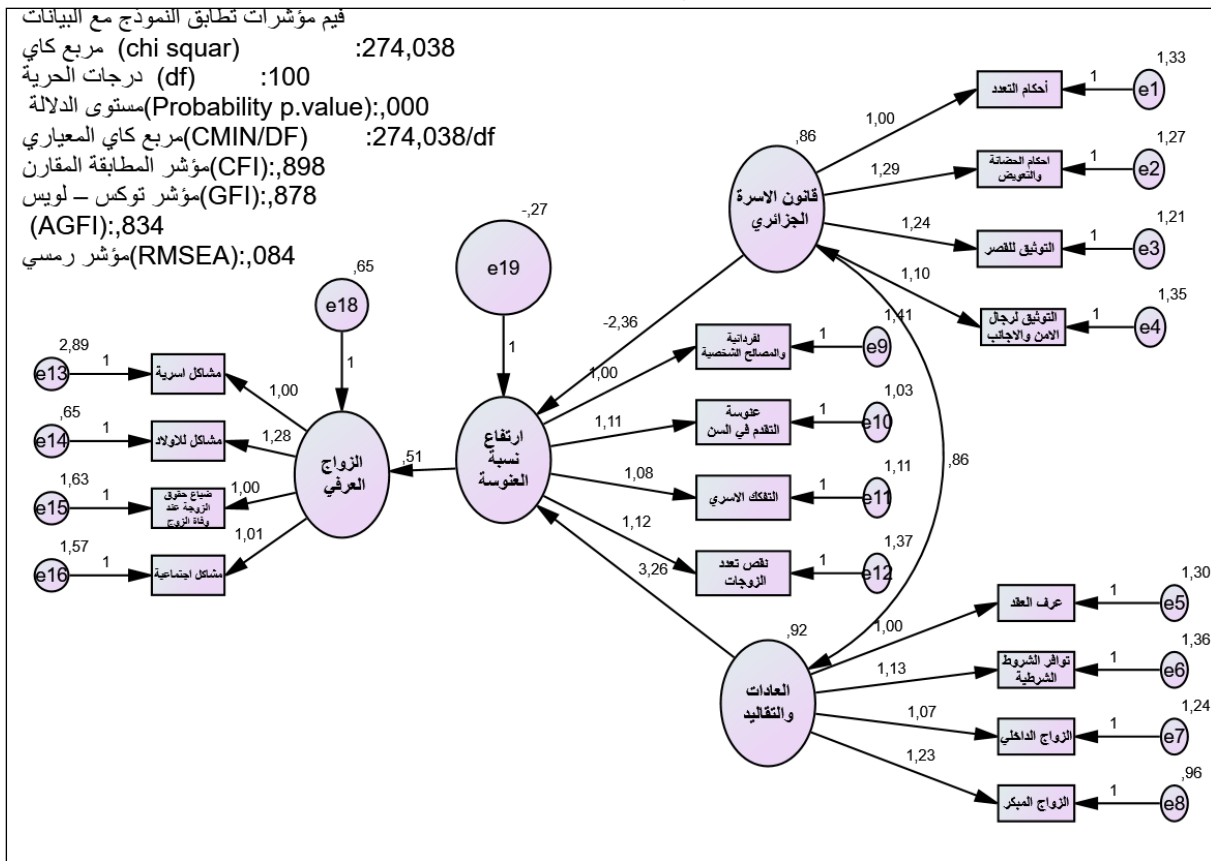 قيم مؤشرات تطابق النموذج مع البيانات
مربع كاي (chi squar) :274,038
درجات الحرية (df) :100
مستوى الدلالة(Probability p.value):,000
مربع كاي المعياري(CMIN/DF) :274,038/df
مؤشر المطابقة المقارن(CFI):,898
مؤشر توكس – لويس(GFI):,878
(AGFI):,834
مؤشر رمسي(RMSEA):,084
1,33
e1
1
أحكام التعدد
1,00
1,27
e2
1
احكام الحضانة
والتعويض
1,29
1,21
e3
1
التوثيق للقصر
1,24
1,35
e4
1
التوثيق لرجال
الامن والاجانب
1,10
,86
قانون الاسرة
الجزائري
-2,36
,86
-,27
e19
1
,65
e18
1
1,41
e9
1
لفردانية
والمصالح الشخصية
1,00
1,03
e10
1
عنوسة
التقدم في السن
1,11
1,11
e11
1
التفكك الاسري
1,08
1,37
e12
1
نقص تعدد
الزوجات
1,12
ارتفاع
نسبة
العنوسة
,51
الزواج
العرفي
2,89
e13
1
مشاكل اسرية
1,00
,65
e14
1
مشاكل للاولاد
1,28
1,63
e15
1
ضياع حقوق
الزوجة عند
وفاة الزوج
1,00
1,57
e16
1
مشاكل اجتماعية
1,01
3,26
,92
العادات
والتقاليد
1,30
e5
1
عرف العقد
1,00
1,36
e6
1
توافر الشروط
الشرطية
1,13
1,24
e7
1
الزواج الداخلي
1,07
,96
e8
1
الزواج المبكر
1,23